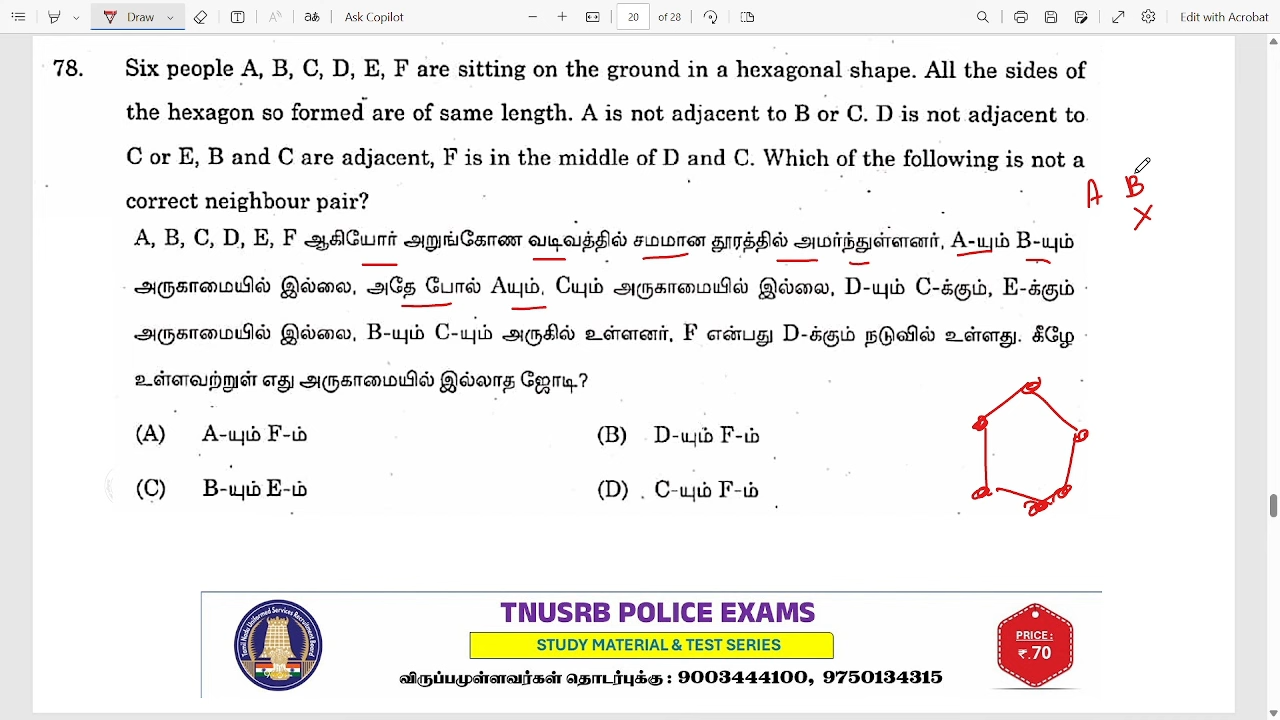 Draw
Ask Copilot
20
of 28
Edit with Acrobat
78. Six people A, B, C, D, E, F are sitting on the ground in a hexagonal shape. All the sides of
the hexagon so formed are of same length. A is not adjacent to B or C. D is not adjacent to
C or E, B and C are adjacent, F is in the middle of D and C. Which of the following is not a
correct neighbour pair?
A B
X
A, B, C, D, E, F ஆகியோர் அறுங்கோண வடிவத்தில் சமமான தூரத்தில் அமர்ந்துள்ளனர், A-யும் B-யும்
அருகாமையில் இல்லை, அதே போல் Aயும், Cயும் அருகாமையில் இல்லை, D-யும் C-க்கும், E-க்கும்
அருகாமையில் இல்லை, B-யும் C-யும் அருகில் உள்ளனர், F என்பது D-க்கும் நடுவில் உள்ளது. கீழே
உள்ளவற்றுள் எது அருகாமையில் இல்லாத ஜோடி?
(A) A-யும் F-ம்
(B) D-யும் F-ம்
(C) B-யும் E-ம்
(D) C-யும் F-ம்
TNUSRB POLICE EXAMS
STUDY MATERIAL & TEST SERIES
விருப்பமுள்ளவர்கள் தொடர்புக்கு : 9003444100, 9750134315
PRICE :
₹.70